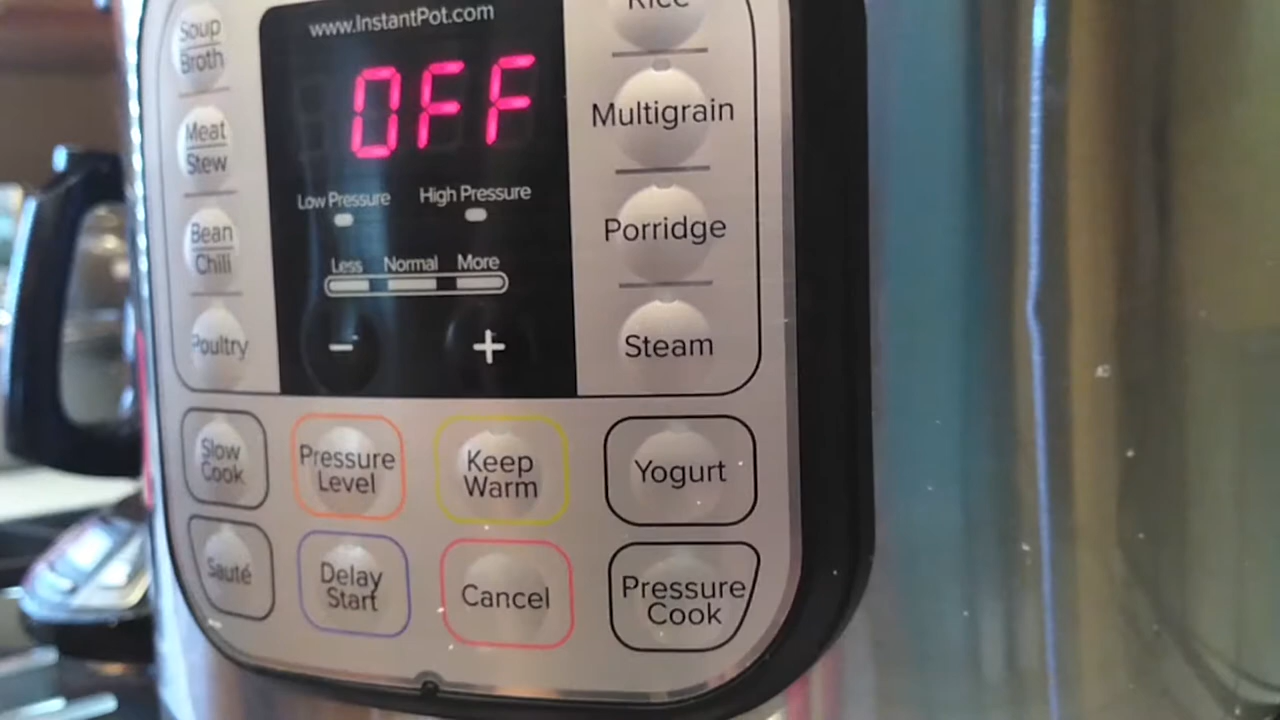 www.InstantPot.com
OFF
Low Pressure High Pressure
Less Normal More
- +
Soup
Broth
Meat
Stew
Bean
Chili
Poultry
Rice
Multigrain
Porridge
Steam
Slow
Cook
Pressure
Level
Keep
Warm
Yogurt
Sauté
Delay
Start
Cancel
Pressure
Cook